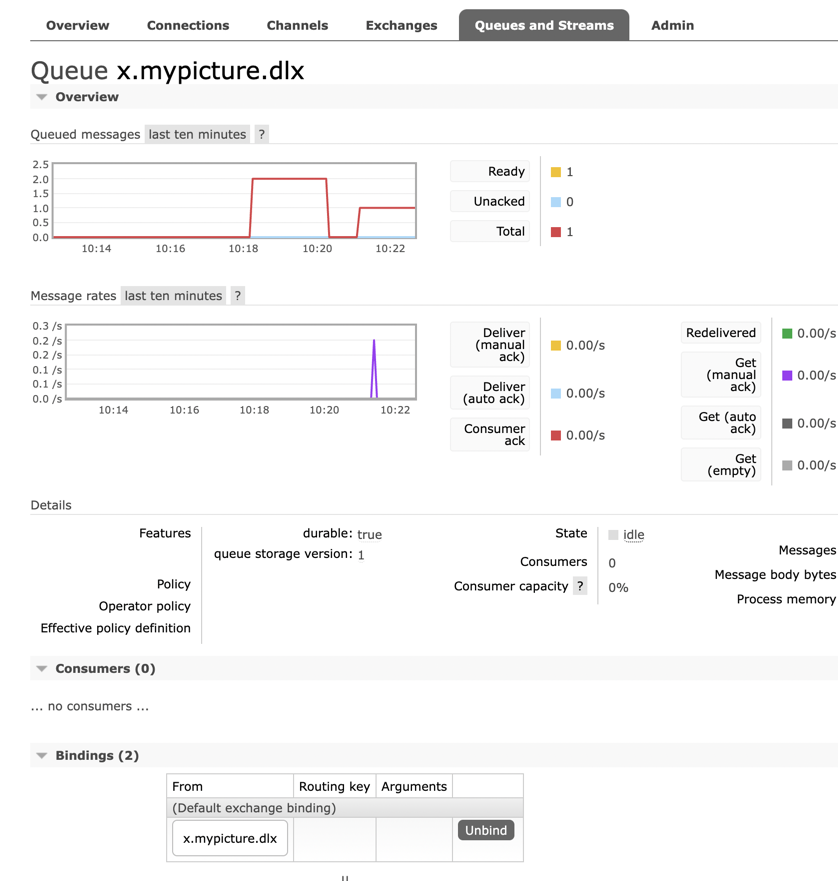 Overview Connections Channels Exchanges Queues and Streams Admin
Queue x.mypicture.dlx
Overview
Queued messages last ten minutes ?
2.5
2.0
1.5
1.0
0.5
0.0
10:14 10:16 10:18 10:20 10:22
Ready 1
Unacked 0
Total 1
Message rates last ten minutes ?
0.3 /s
0.2 /s
0.2 /s
0.1 /s
0.1 /s
0.0 /s
10:14 10:16 10:18 10:20 10:22
Deliver
(manual
ack)
0.00/s
Deliver
(auto ack)
0.00/s
Consumer
ack
0.00/s
Redelivered 0.00/s
Get
(manual
ack)
0.00/s
Get (auto
ack)
0.00/s
Get
(empty)
0.00/s
Details
Features durable: true
queue storage version: 1
Policy
Operator policy
Effective policy definition
State idle
Consumers 0
Consumer capacity ? 0%
Messages
Message body bytes
Process memory
Consumers (0)
... no consumers ...
Bindings (2)
From Routing key Arguments
(Default exchange binding)
x.mypicture.dlx Unbind